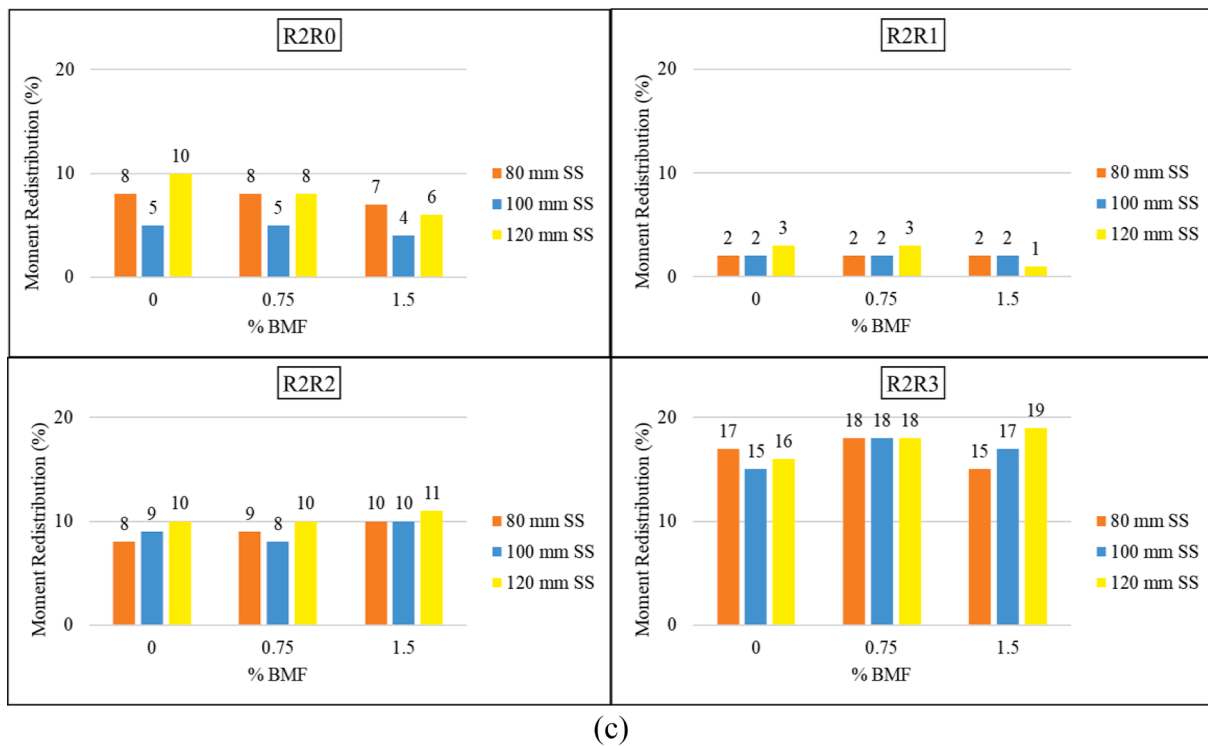 R2R0
Moment Redistribution (%)
20
10
0
8 5 10
8 5 8
7 4 6
0 0.75 1.5
% BMF
80 mm SS
100 mm SS
120 mm SS
R2R1
Moment Redistribution (%)
20
10
0
2 2 3
2 2 3
2 2 1
0 0.75 1.5
% BMF
80 mm SS
100 mm SS
120 mm SS
R2R2
Moment Redistribution (%)
20
10
0
8 9 10
9 8 10
10 10 11
0 0.75 1.5
% BMF
80 mm SS
100 mm SS
120 mm SS
R2R3
Moment Redistribution (%)
20
10
0
17 15 16
18 18 18
15 17 19
0 0.75 1.5
% BMF
80 mm SS
100 mm SS
120 mm SS
(c)